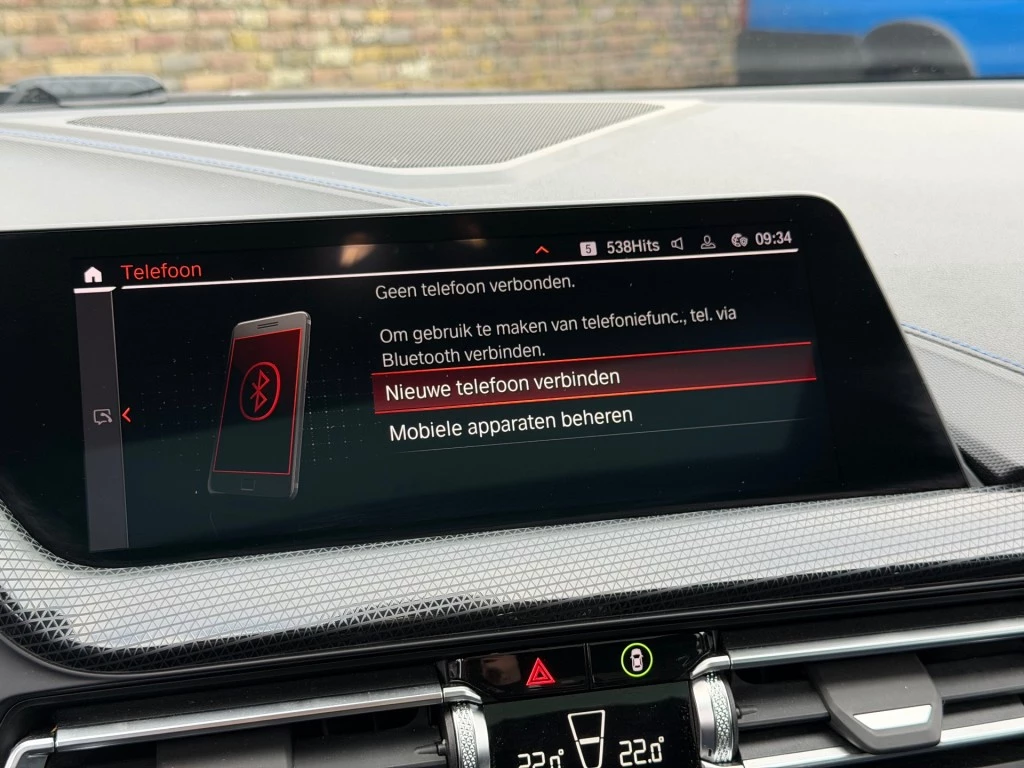 Telefoon
5 538Hits 09:34
Geen telefoon verbonden.
Om gebruik te maken van telefoniefunc., tel. via
Bluetooth verbinden.
Nieuwe telefoon verbinden
Mobiele apparaten beheren
22.0° 22.0°